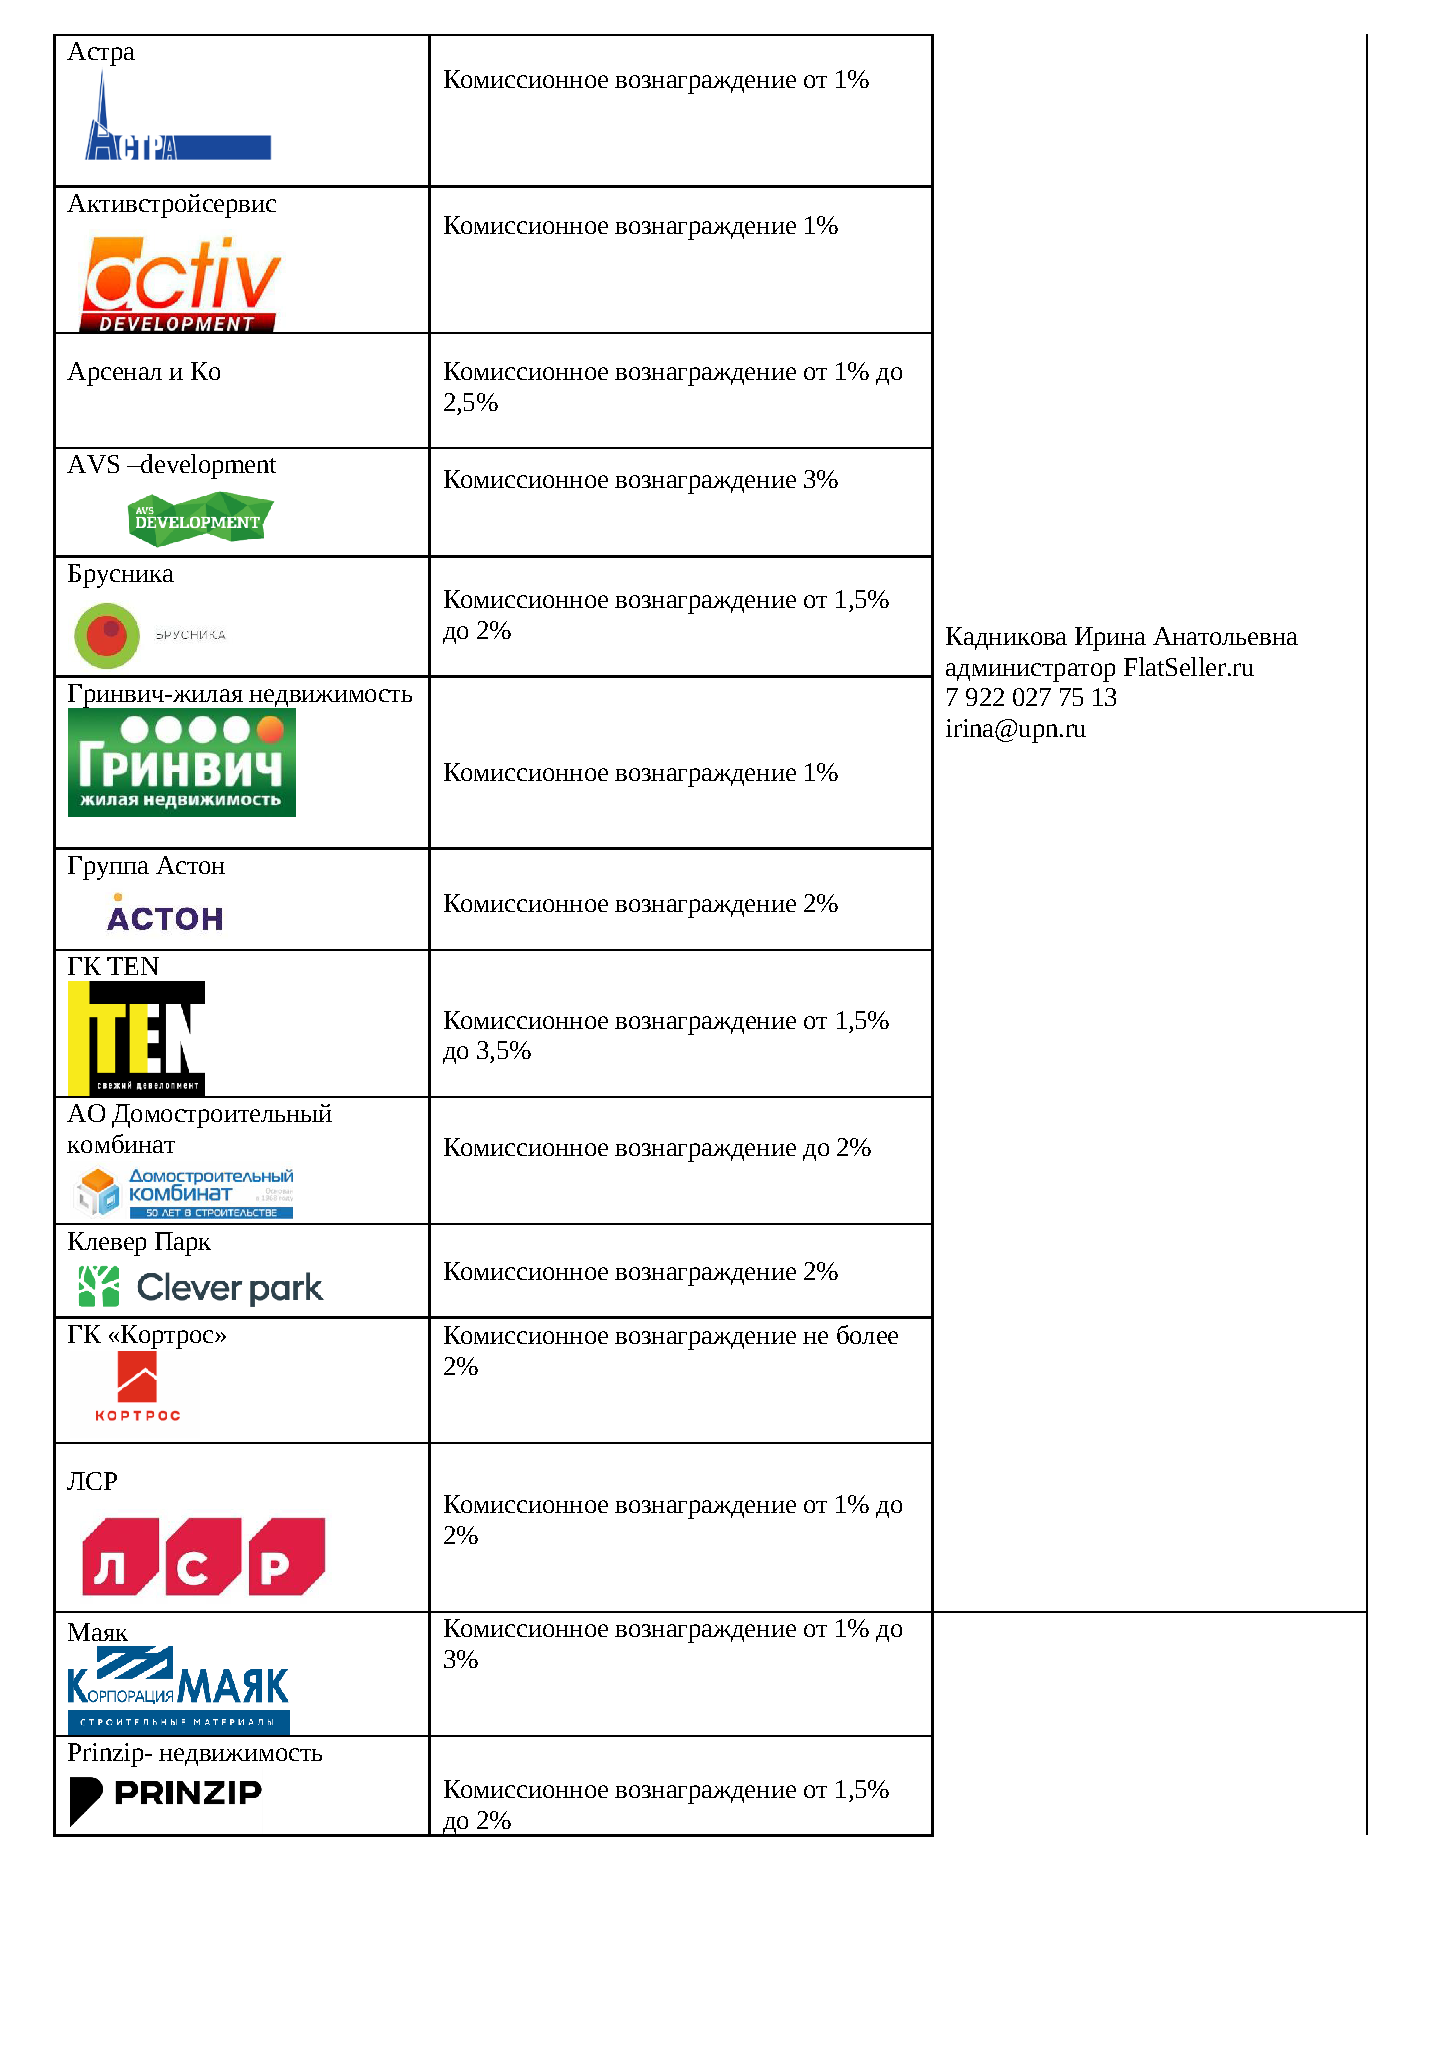 Астра
АСТРА
Комиссионное вознаграждение от 1%
Активстройсервис
activ
DEVELOPMENT
Комиссионное вознаграждение 1%
Арсенал и Ко
Комиссионное вознаграждение от 1% до
2,5%
AVS –development
AVS
DEVELOPMENT
Комиссионное вознаграждение 3%
Брусника
БРУСНИКА
Комиссионное вознаграждение от 1,5%
до 2%
Кадникова Ирина Анатольевна
администратор FlatSeller.ru
7 922 027 75 13
irina@upn.ru
Гринвич-жилая недвижимость
ГРИНВИЧ
жилая недвижимость
Комиссионное вознаграждение 1%
Группа Астон
АСТОН
Комиссионное вознаграждение 2%
ГК TEN
TEN
свежий девелопмент
Комиссионное вознаграждение от 1,5%
до 3,5%
АО Домостроительный
комбинат
Домостроительный
комбинат
Основан
в 1962 году
50 ЛЕТ В СТРОИТЕЛЬСТВЕ
Комиссионное вознаграждение до 2%
Клевер Парк
Clever park
Комиссионное вознаграждение 2%
ГК «Кортрос»
КОРТРОС
Комиссионное вознаграждение не более
2%
ЛСР
ЛСР
Комиссионное вознаграждение от 1% до
2%
Маяк
КОРПОРАЦИЯ МАЯК
СТРОИТЕЛЬНЫЕ МАТЕРИАЛЫ
Комиссионное вознаграждение от 1% до
3%
Prinzip- недвижимость
PRINZIP
Комиссионное вознаграждение от 1,5%
до 2%